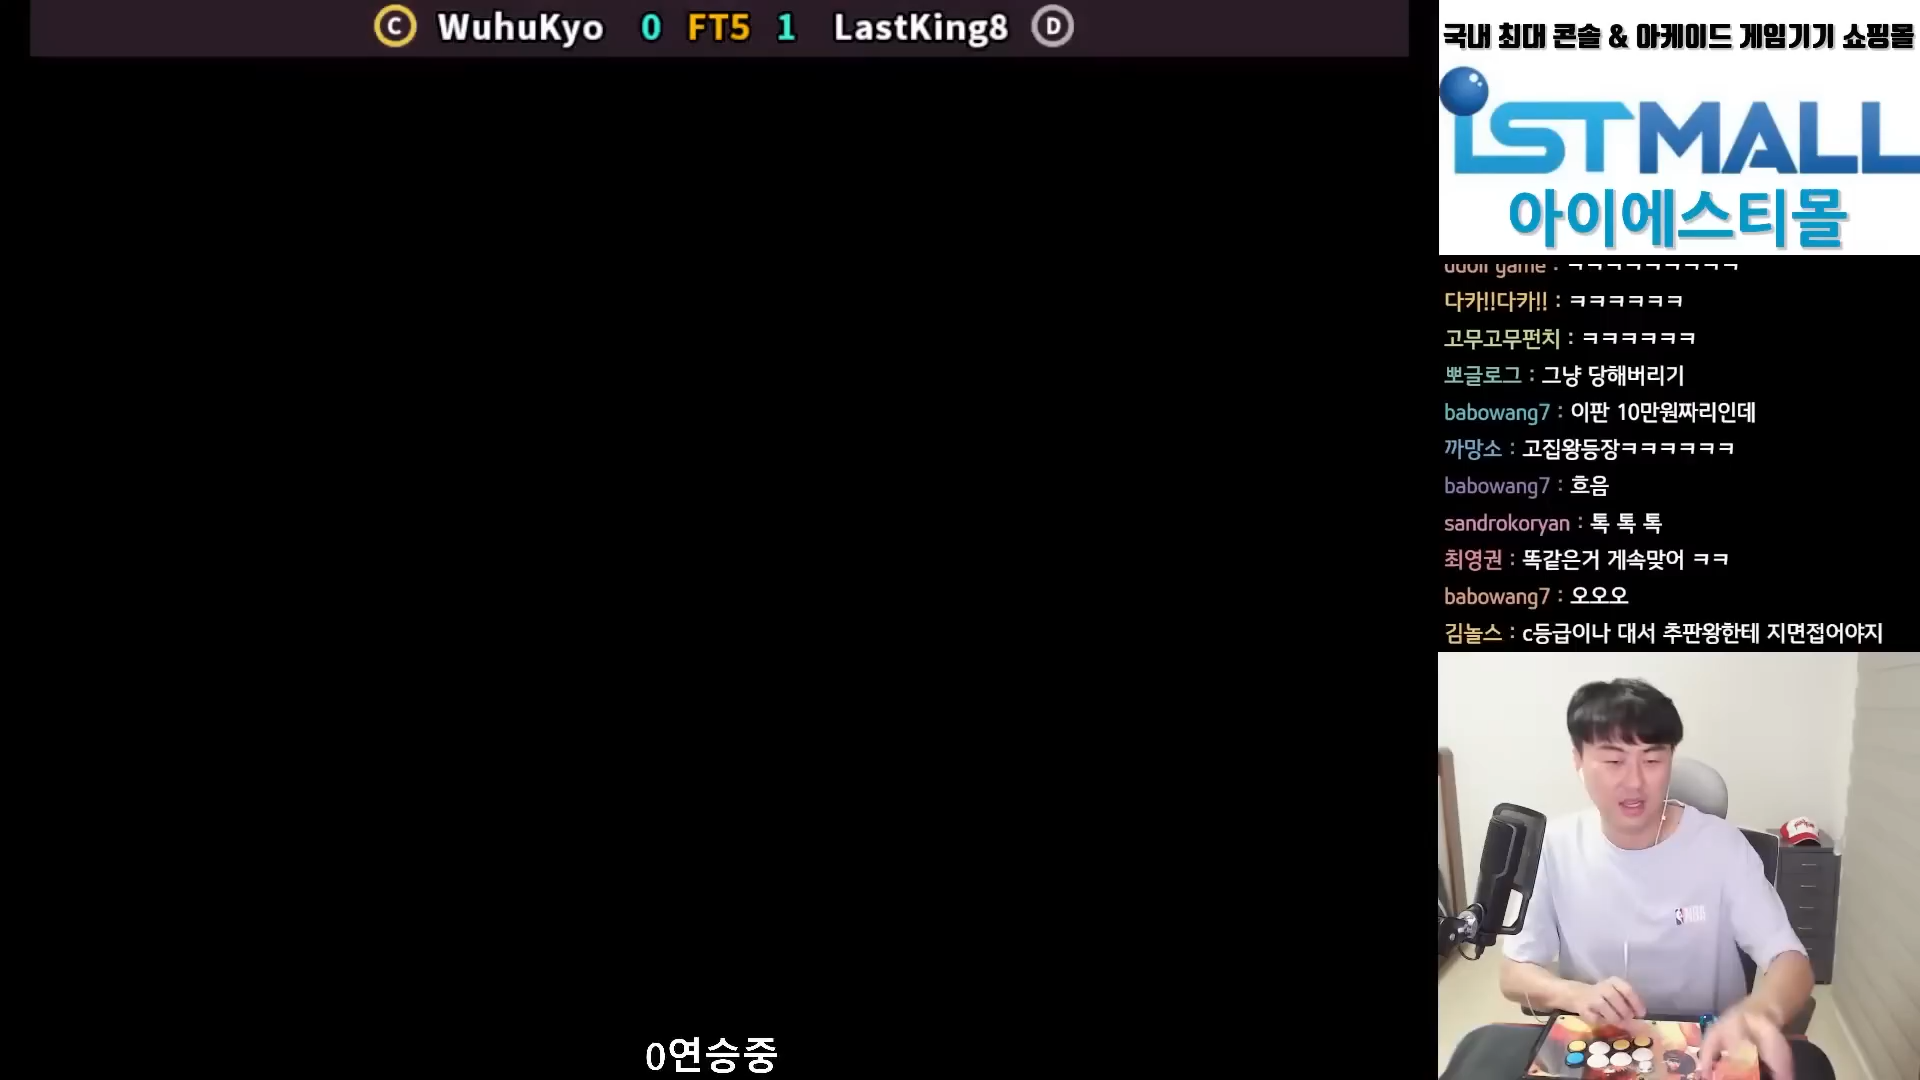 C WuhuKyo 0 FT5 1 LastKing8 D
국내 최대 콘솔 & 아케이드 게임기기 쇼핑몰
iSTMALL
아이에스티몰
game : ㅋㅋㅋㅋㅋㅋㅋㅋㅋ
다카!!다카!! : ㅋㅋㅋㅋㅋㅋ
고무고무펀치 : ㅋㅋㅋㅋㅋㅋ
뽀글로그 : 그냥 당해버리기
babowang7 : 이판 10만원짜리인데
까망소 : 고집왕등장ㅋㅋㅋㅋㅋㅋ
babowang7 : 흐음
sandrokoryan : 톡 톡 톡
최영권 : 똑같은거 게속맞어 ㅋㅋ
babowang7 : 오오오
김놀스 : c등급이나 대서 추판왕한테 지면접어야지
NBA
0연승중